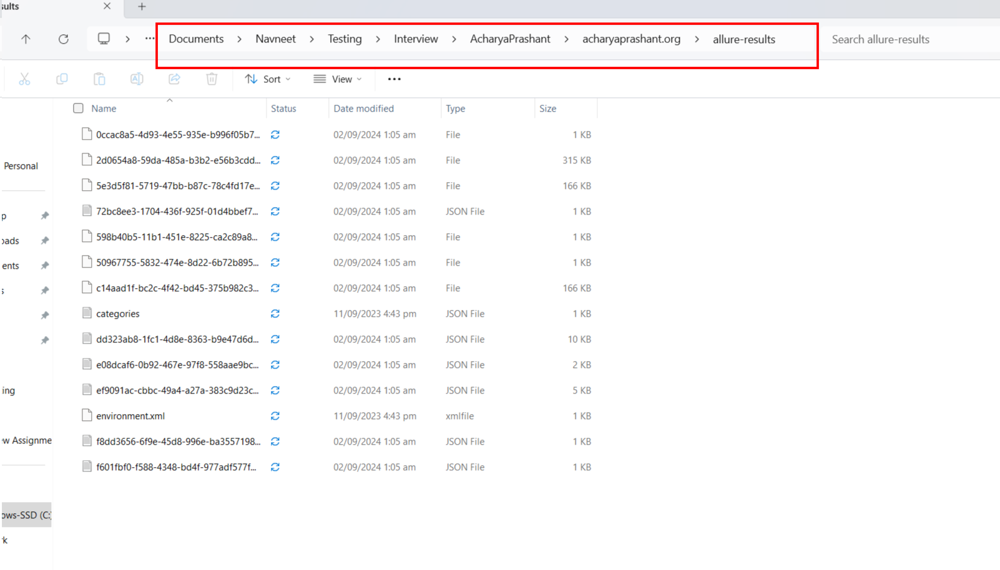 sults
Documents > Navneet > Testing > Interview > AcharyaPrashant > acharyaprashant.org > allure-results
Search allure-results
Sort
View
Name Status Date modified Type Size
0ccac8a5-4d93-4e55-935e-b996f05b7... 02/09/2024 1:05 am File 1 KB
2d0654a8-59da-485a-b3b2-e56b3cdd... 02/09/2024 1:05 am File 315 KB
Personal
5e3d5f81-5719-47bb-b87c-78c4fd17e... 02/09/2024 1:05 am File 166 KB
p
72bc8ee3-1704-436f-925f-01d4bbef7... 02/09/2024 1:05 am JSON File 1 KB
oads
598b40b5-11b1-451e-8225-ca2c89a8... 02/09/2024 1:05 am File 1 KB
ents
50967755-5832-474e-8d22-6b72b895... 02/09/2024 1:05 am File 1 KB
s
c14aad1f-bc2c-4f42-bd45-375b982c3... 02/09/2024 1:05 am File 166 KB
categories 11/09/2023 4:43 pm JSON File 1 KB
dd323ab8-1fc1-4d8e-8363-b9e47d6d... 02/09/2024 1:05 am JSON File 10 KB
e08dcaf6-0b92-467e-97f8-558aae9bc... 02/09/2024 1:05 am JSON File 2 KB
ing
ef9091ac-cbbc-49a4-a27a-383c9d23c... 02/09/2024 1:05 am JSON File 5 KB
environment.xml 11/09/2023 4:43 pm xmlfile 1 KB
ew Assignme
f8dd3656-6f9e-45d8-996e-ba3557198... 02/09/2024 1:05 am JSON File 1 KB
f601fbf0-f588-4348-bd4f-977adf577f... 02/09/2024 1:05 am JSON File 1 KB
ows-SSD (C:)
rk